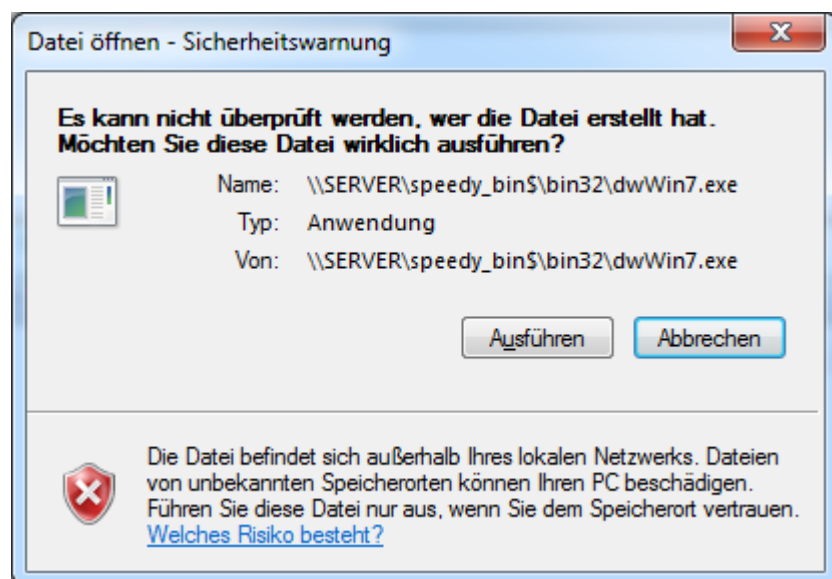 Datei öffnen - Sicherheitswarnung
Es kann nicht überprüft werden, wer die Datei erstellt hat.
Möchten Sie diese Datei wirklich ausführen?
Name: \\SERVER\speedy_bin$\bin32\dwWin7.exe
Typ: Anwendung
Von: \\SERVER\speedy_bin$\bin32\dwWin7.exe
Ausführen Abbrechen
Die Datei befindet sich außerhalb Ihres lokalen Netzwerks. Dateien
von unbekannten Speicherorten können Ihren PC beschädigen.
Führen Sie diese Datei nur aus, wenn Sie dem Speicherort vertrauen.
Welches Risiko besteht?